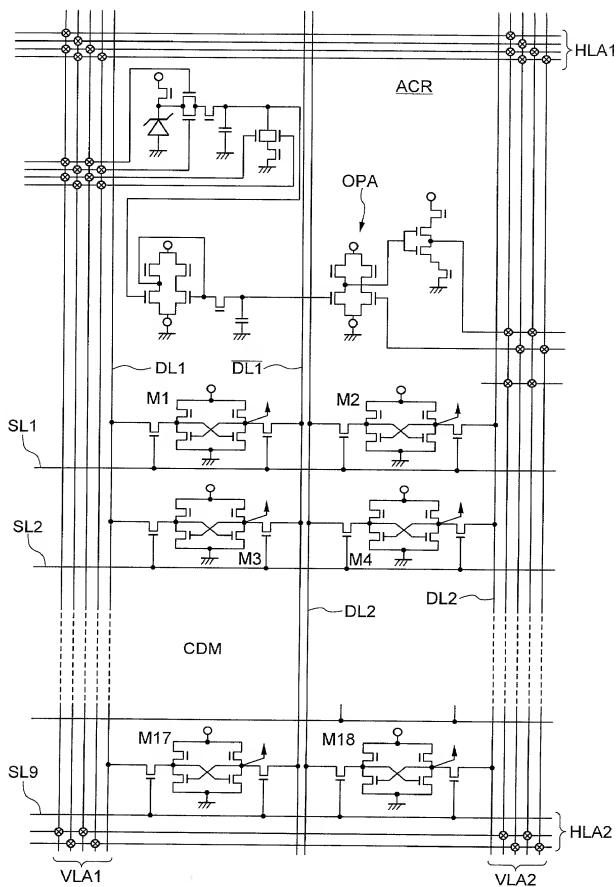 HLA1
ACR
OPA
DL1
D̅L̅1̅
M1
M2
SL1
SL2
M3
M4
DL2
DL2
CDM
M17
M18
SL9
HLA2
VLA1
VLA2